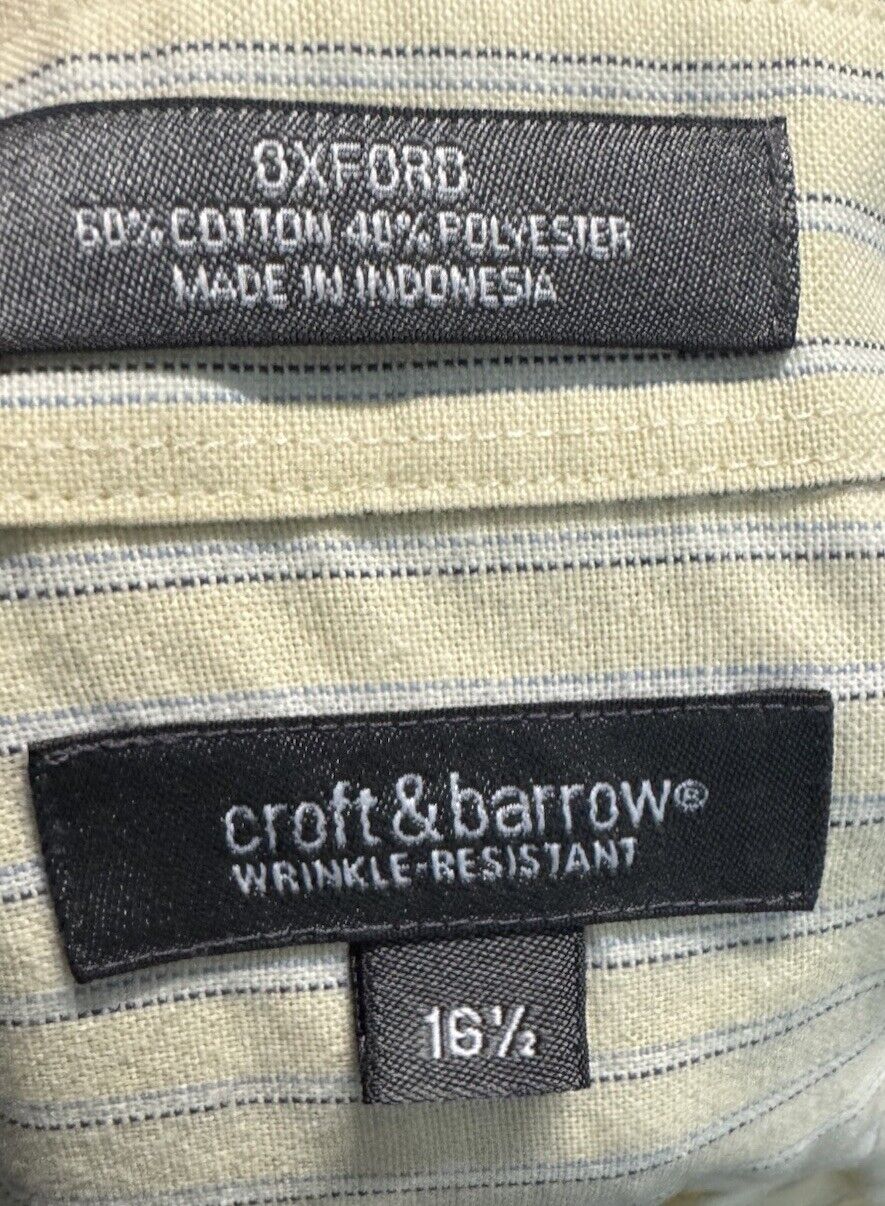 OXFORD
60% COTTON 40% POLYESTER
MADE IN INDONESIA
croft&barrow®
WRINKLE-RESISTANT
16½